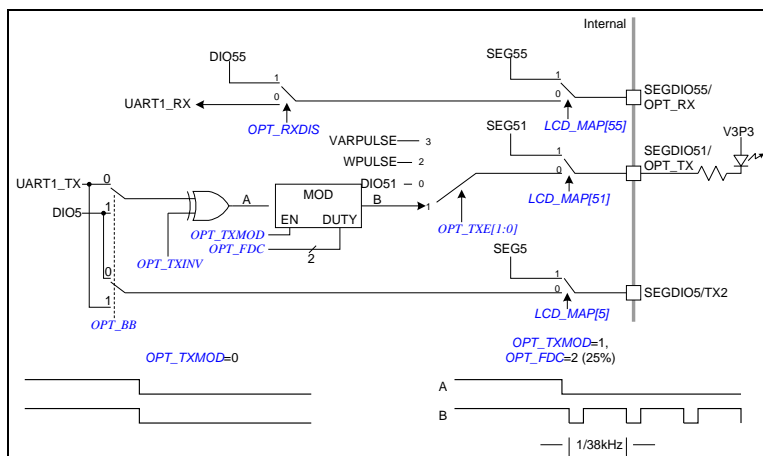 Internal
DIO55
SEG55
1
1
UART1_RX
0
0
SEGDIO55/
OPT_RX
OPT_RXDIS
LCD_MAP[55]
VARPULSE
3
SEG51
V3P3
WPULSE
2
1
SEGDIO51/
OPT_TX
UART1_TX
0
A
MOD
DIO51
0
B
0
1
DIO5
1
EN
DUTY
LCD_MAP[51]
OPT_TXMOD
OPT_FDC
2
OPT_TXE[1:0]
OPT_TXINV
SEG5
0
1
0
SEGDIO5/TX2
1
OPT_BB
LCD_MAP[5]
OPT_TXMOD=0
OPT_TXMOD=1,
OPT_FDC=2 (25%)
A
B
1/38kHz